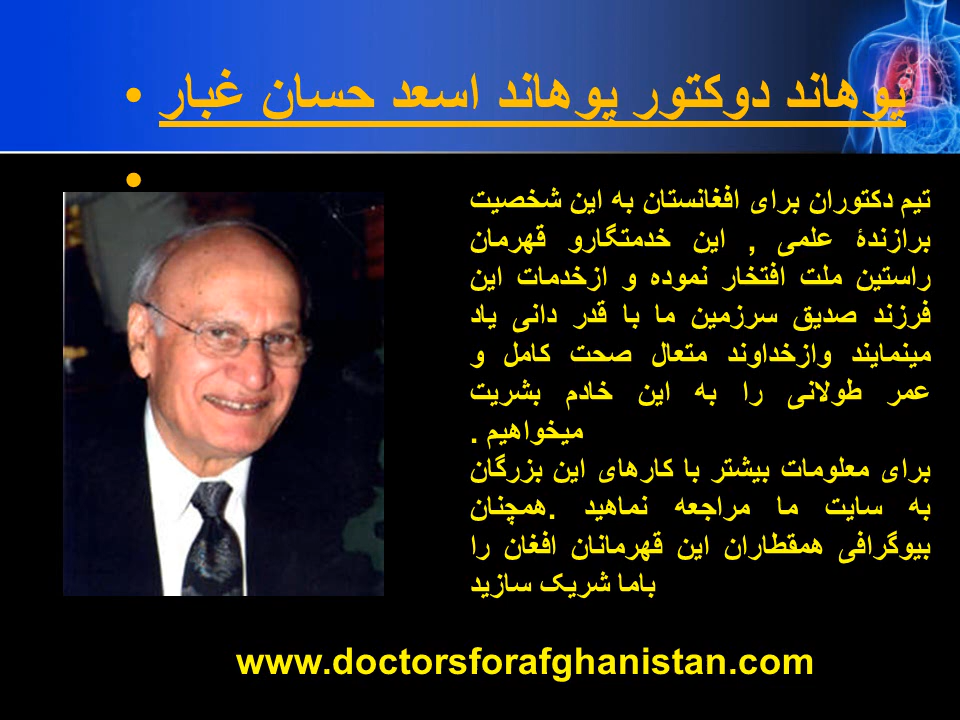 • پوهاند دوکتور پوهاند اسعد حسان غبار
•
تیم دکتوران برای افغانستان به این شخصیت
برازندۀ علمی , این خدمتگارو قهرمان
راستین ملت افتخار نموده و ازخدمات این
فرزند صدیق سرزمین ما با قدر دانی یاد
مینمایند وازخداوند متعال صحت کامل و
عمر طولانی را به این خادم بشریت
میخواهیم .
برای معلومات بیشتر با کارهای این بزرگان
به سایت ما مراجعه نماهید .همچنان
بیوگرافی همقطاران این قهرمانان افغان را
باما شریک سازید
www.doctorsforafghanistan.com